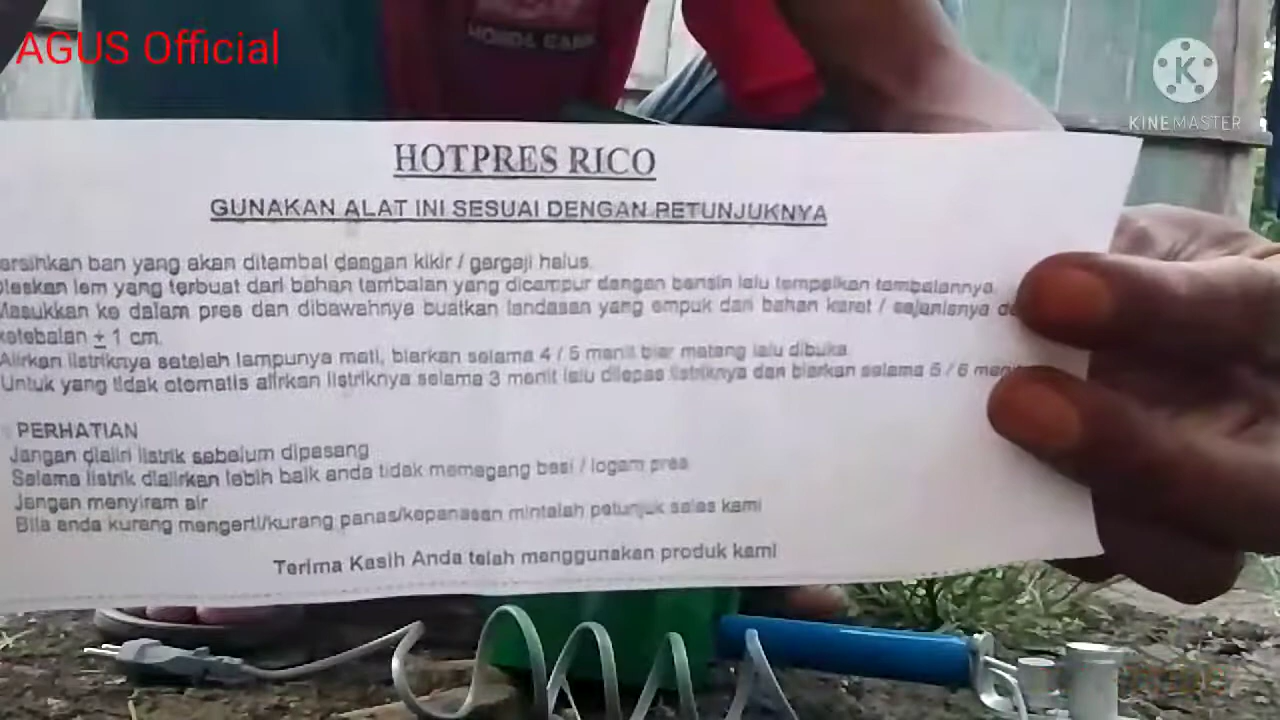 AGUS Official
KINEMASTER
HOTPRES RICO
GUNAKAN ALAT INI SESUAI DENGAN PETUNJUKNYA
ersihkan ban yang akan ditambal dangan kikir / gergaji halus.
leskan lem yang terbuat dari bahan tambalan yang dicampur dengan bensin lalu tempelkan tambalannya.
Masukkan ke dalam pres dan dibawahnya buatkan landasan yang empuk dari bahan karet / sejenisnya de
ketebalan ± 1 cm.
Alirkan listriknya setelah lampunya mati, biarkan selama 4 / 5 menit biar matang lalu dibuka
Untuk yang tidak otomatis alirkan listriknya selama 3 menit lalu dilepas listriknya dan biarkan selama 5 / 6 men
PERHATIAN
Jangan dialiri listrik sebelum dipasang
Selama listrik dialirkan lebih baik anda tidak memegang besi / logam pres
Jangan menyiram air
Bila anda kurang mengerti/kurang panas/kepanasan mintalah petunjuk sales kami
Terima Kasih Anda telah menggunakan produk kami